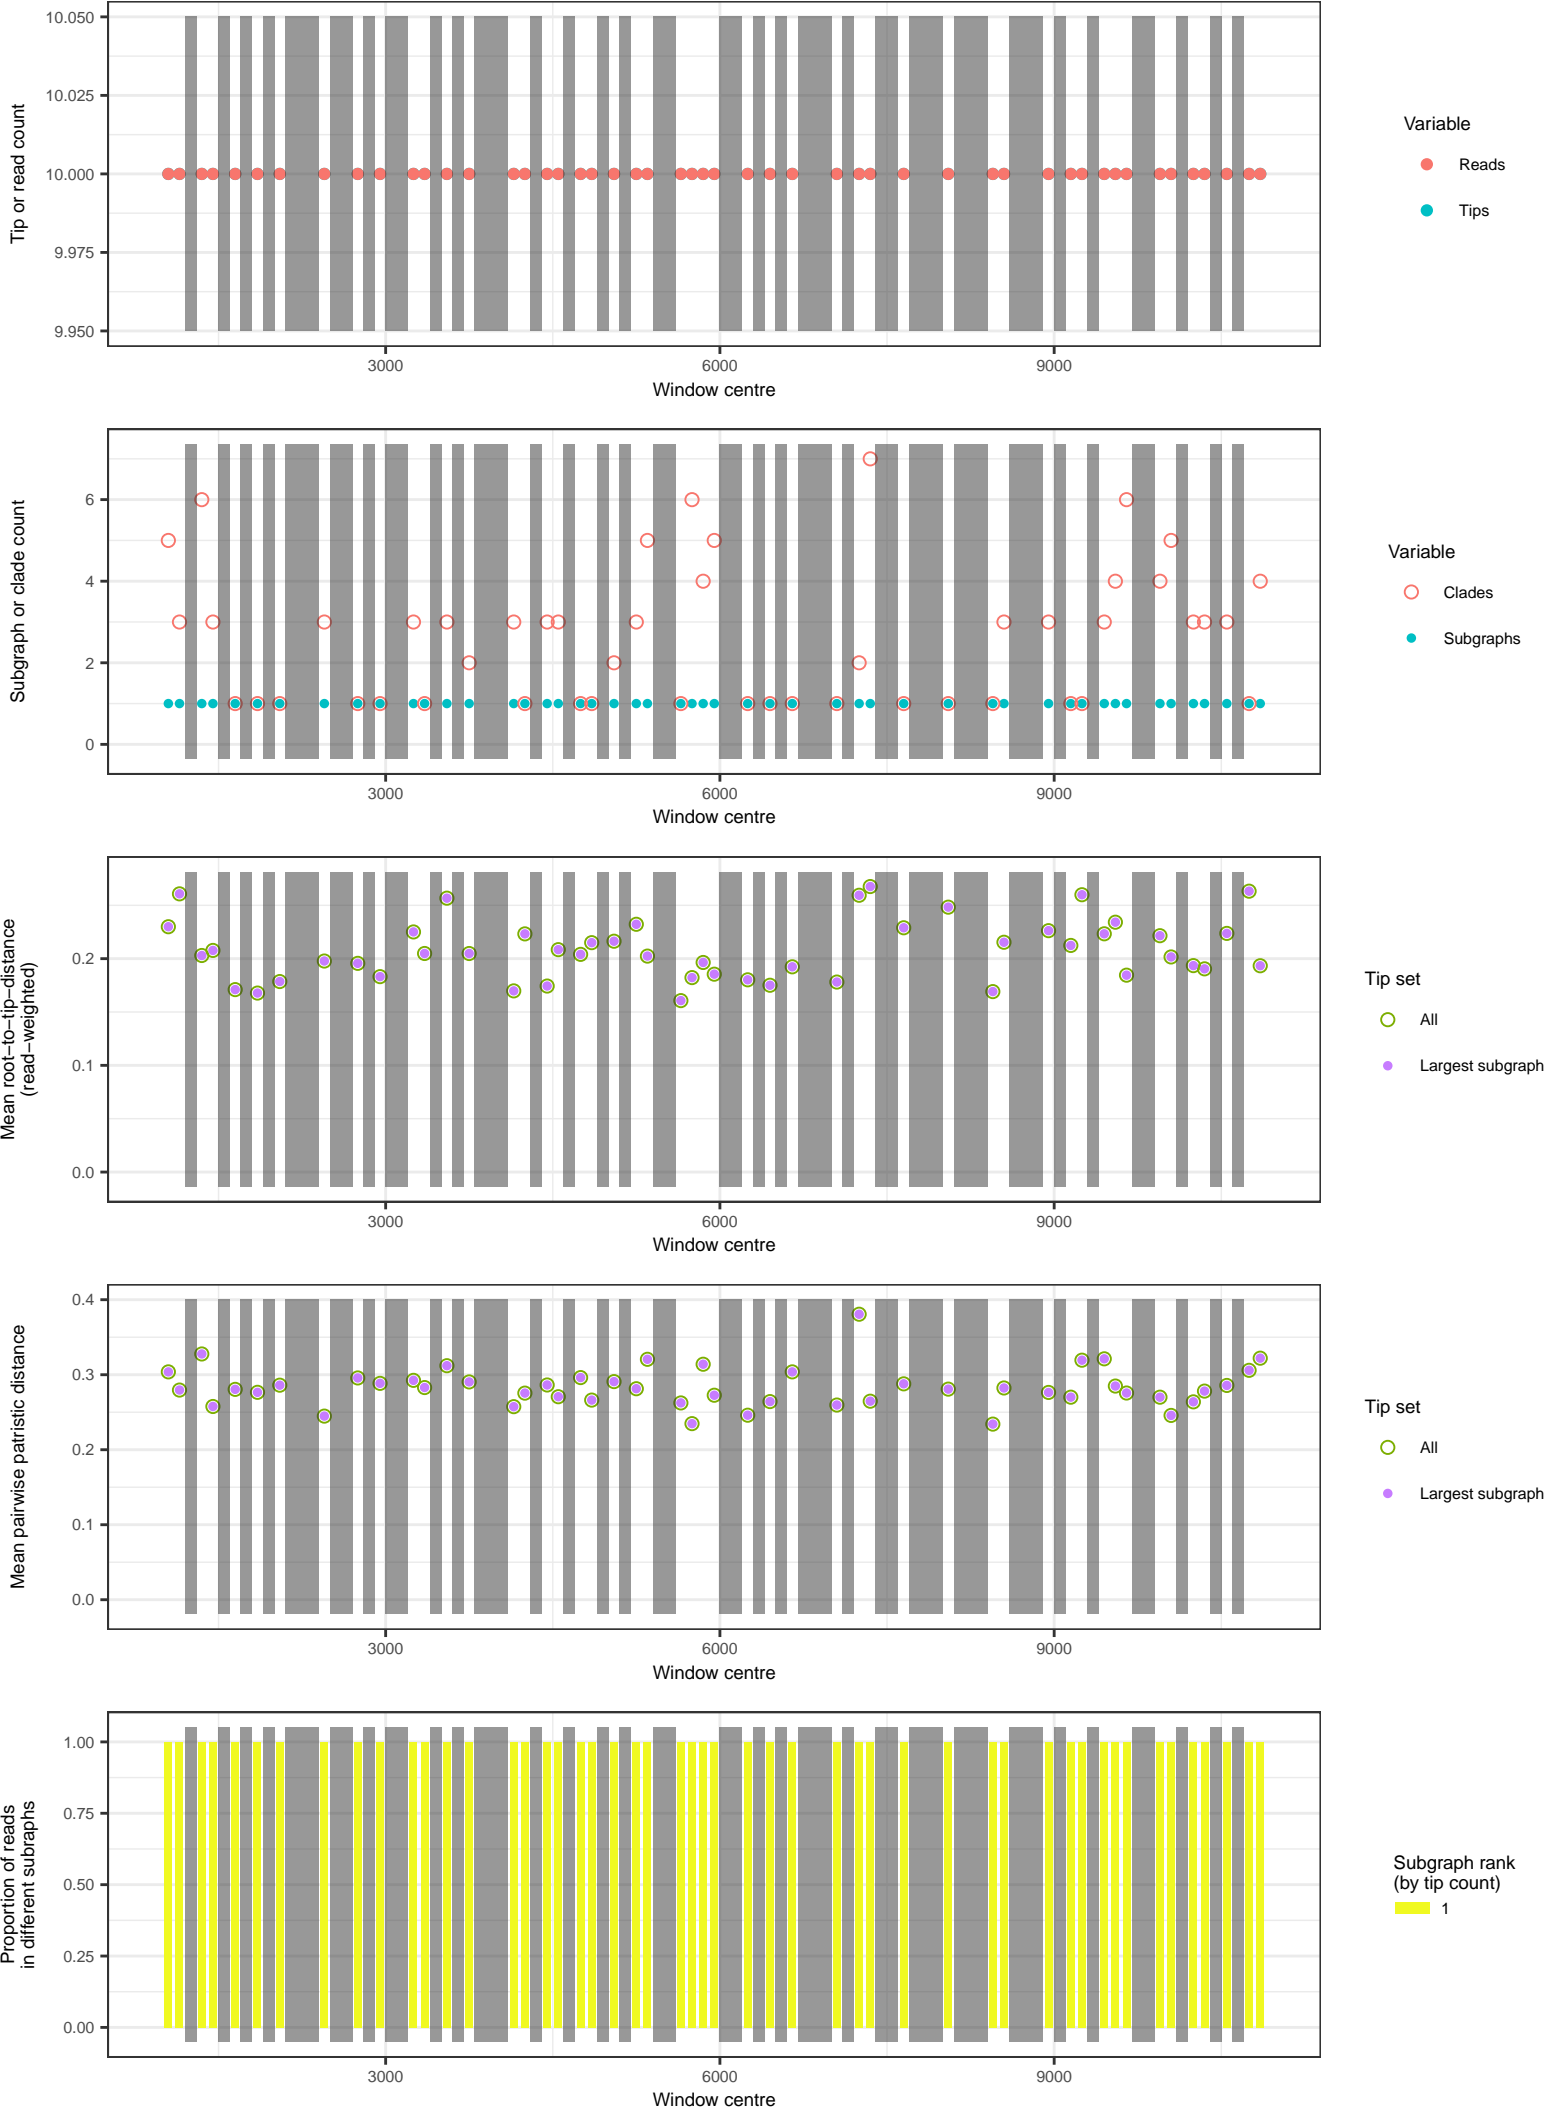 10.050
10.025
10.000
9.975
9.950
Tip or read count
3000
6000
9000
Window centre
Variable
Reads
Tips
6
4
2
0
Subgraph or clade count
3000
6000
9000
Window centre
Variable
Clades
Subgraphs
0.2
0.1
0.0
Mean root−to−tip−distance
(read−weighted)
3000
6000
9000
Window centre
Tip set
All
Largest subgraph
0.4
0.3
0.2
0.1
0.0
Mean pairwise patristic distance
3000
6000
9000
Window centre
Tip set
All
Largest subgraph
1.00
0.75
0.50
0.25
0.00
Proportion of reads
in different subraphs
3000
6000
9000
Window centre
Subgraph rank
(by tip count)
1